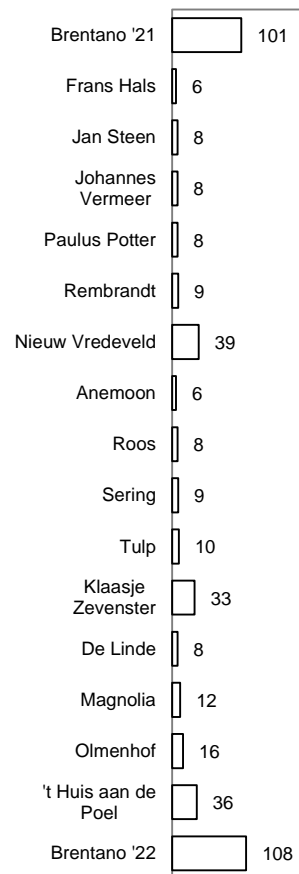 Brentano '21 101
Frans Hals 6
Jan Steen 8
Johannes
Vermeer 8
Paulus Potter 8
Rembrandt 9
Nieuw Vredeveld 39
Anemoon 6
Roos 8
Sering 9
Tulp 10
Klaasje
Zevenster 33
De Linde 8
Magnolia 12
Olmenhof 16
't Huis aan de
Poel 36
Brentano '22 108